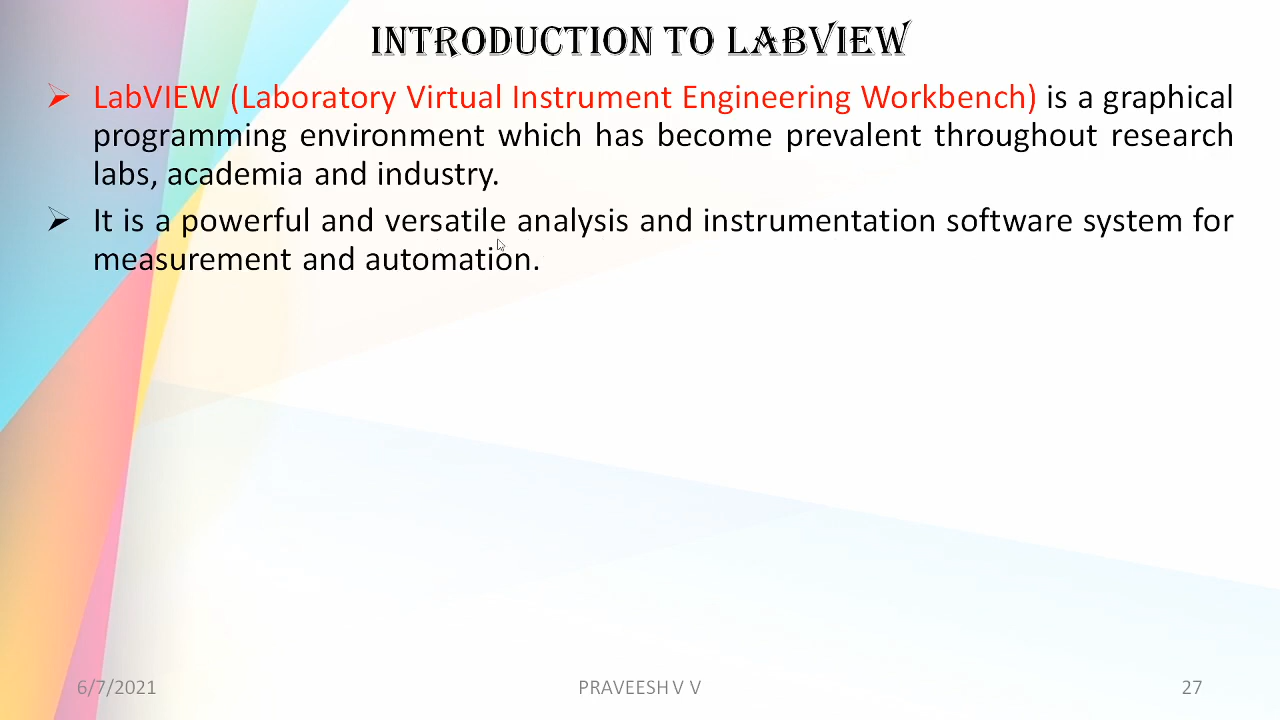 INTRODUCTION TO LABVIEW
➢ LabVIEW (Laboratory Virtual Instrument Engineering Workbench) is a graphical
programming environment which has become prevalent throughout research
labs, academia and industry.
➢ It is a powerful and versatile analysis and instrumentation software system for
measurement and automation.
6/7/2021 PRAVEESH V V 27